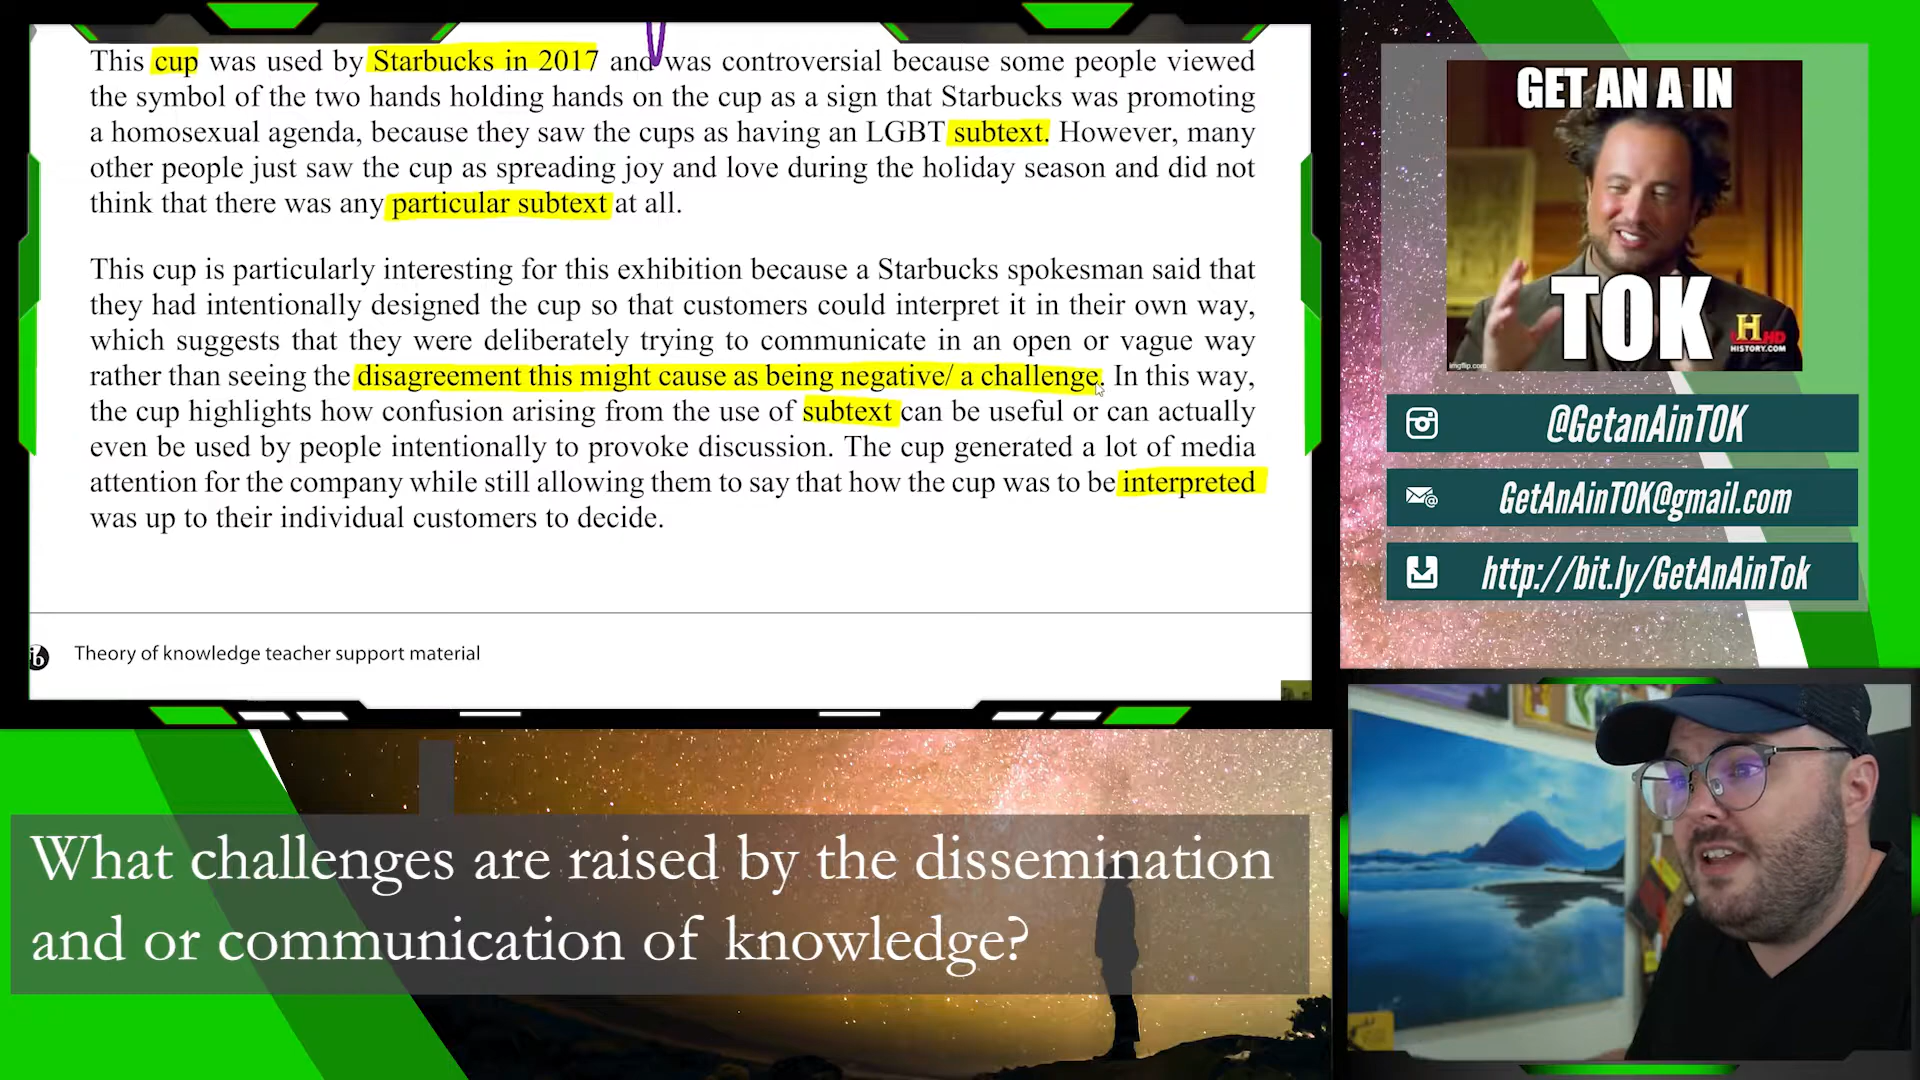 This cup was used by Starbucks in 2017 and was controversial because some people viewed
the symbol of the two hands holding hands on the cup as a sign that Starbucks was promoting
a homosexual agenda, because they saw the cups as having an LGBT subtext. However, many
other people just saw the cup as spreading joy and love during the holiday season and did not
think that there was any particular subtext at all.
This cup is particularly interesting for this exhibition because a Starbucks spokesman said that
they had intentionally designed the cup so that customers could interpret it in their own way,
which suggests that they were deliberately trying to communicate in an open or vague way
rather than seeing the disagreement this might cause as being negative/ a challenge. In this way,
the cup highlights how confusion arising from the use of subtext can be useful or can actually
even be used by people intentionally to provoke discussion. The cup generated a lot of media
attention for the company while still allowing them to say that how the cup was to be interpreted
was up to their individual customers to decide.
Theory of knowledge teacher support material
GET AN A IN
TOK
H HD
HISTORY.COM
imgflip.com
@GetanAinTOK
GetAnAinTOK@gmail.com
http://bit.ly/GetAnAinTok
What challenges are raised by the dissemination
and or communication of knowledge?